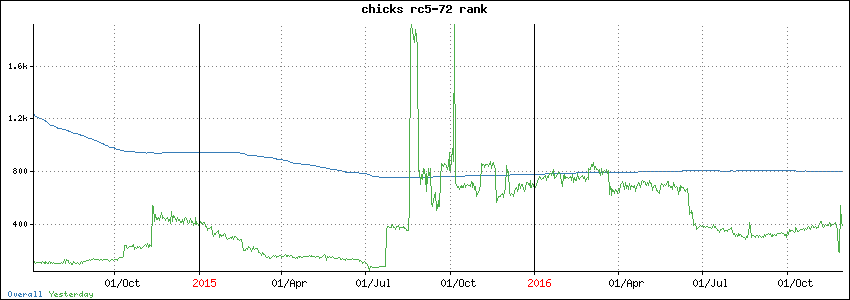 chicks rc5-72 rank
1.6k
1.2k
800
400
01/Oct 2015 01/Apr 01/Jul 01/Oct 2016 01/Apr 01/Jul 01/Oct
Overall Yesterday